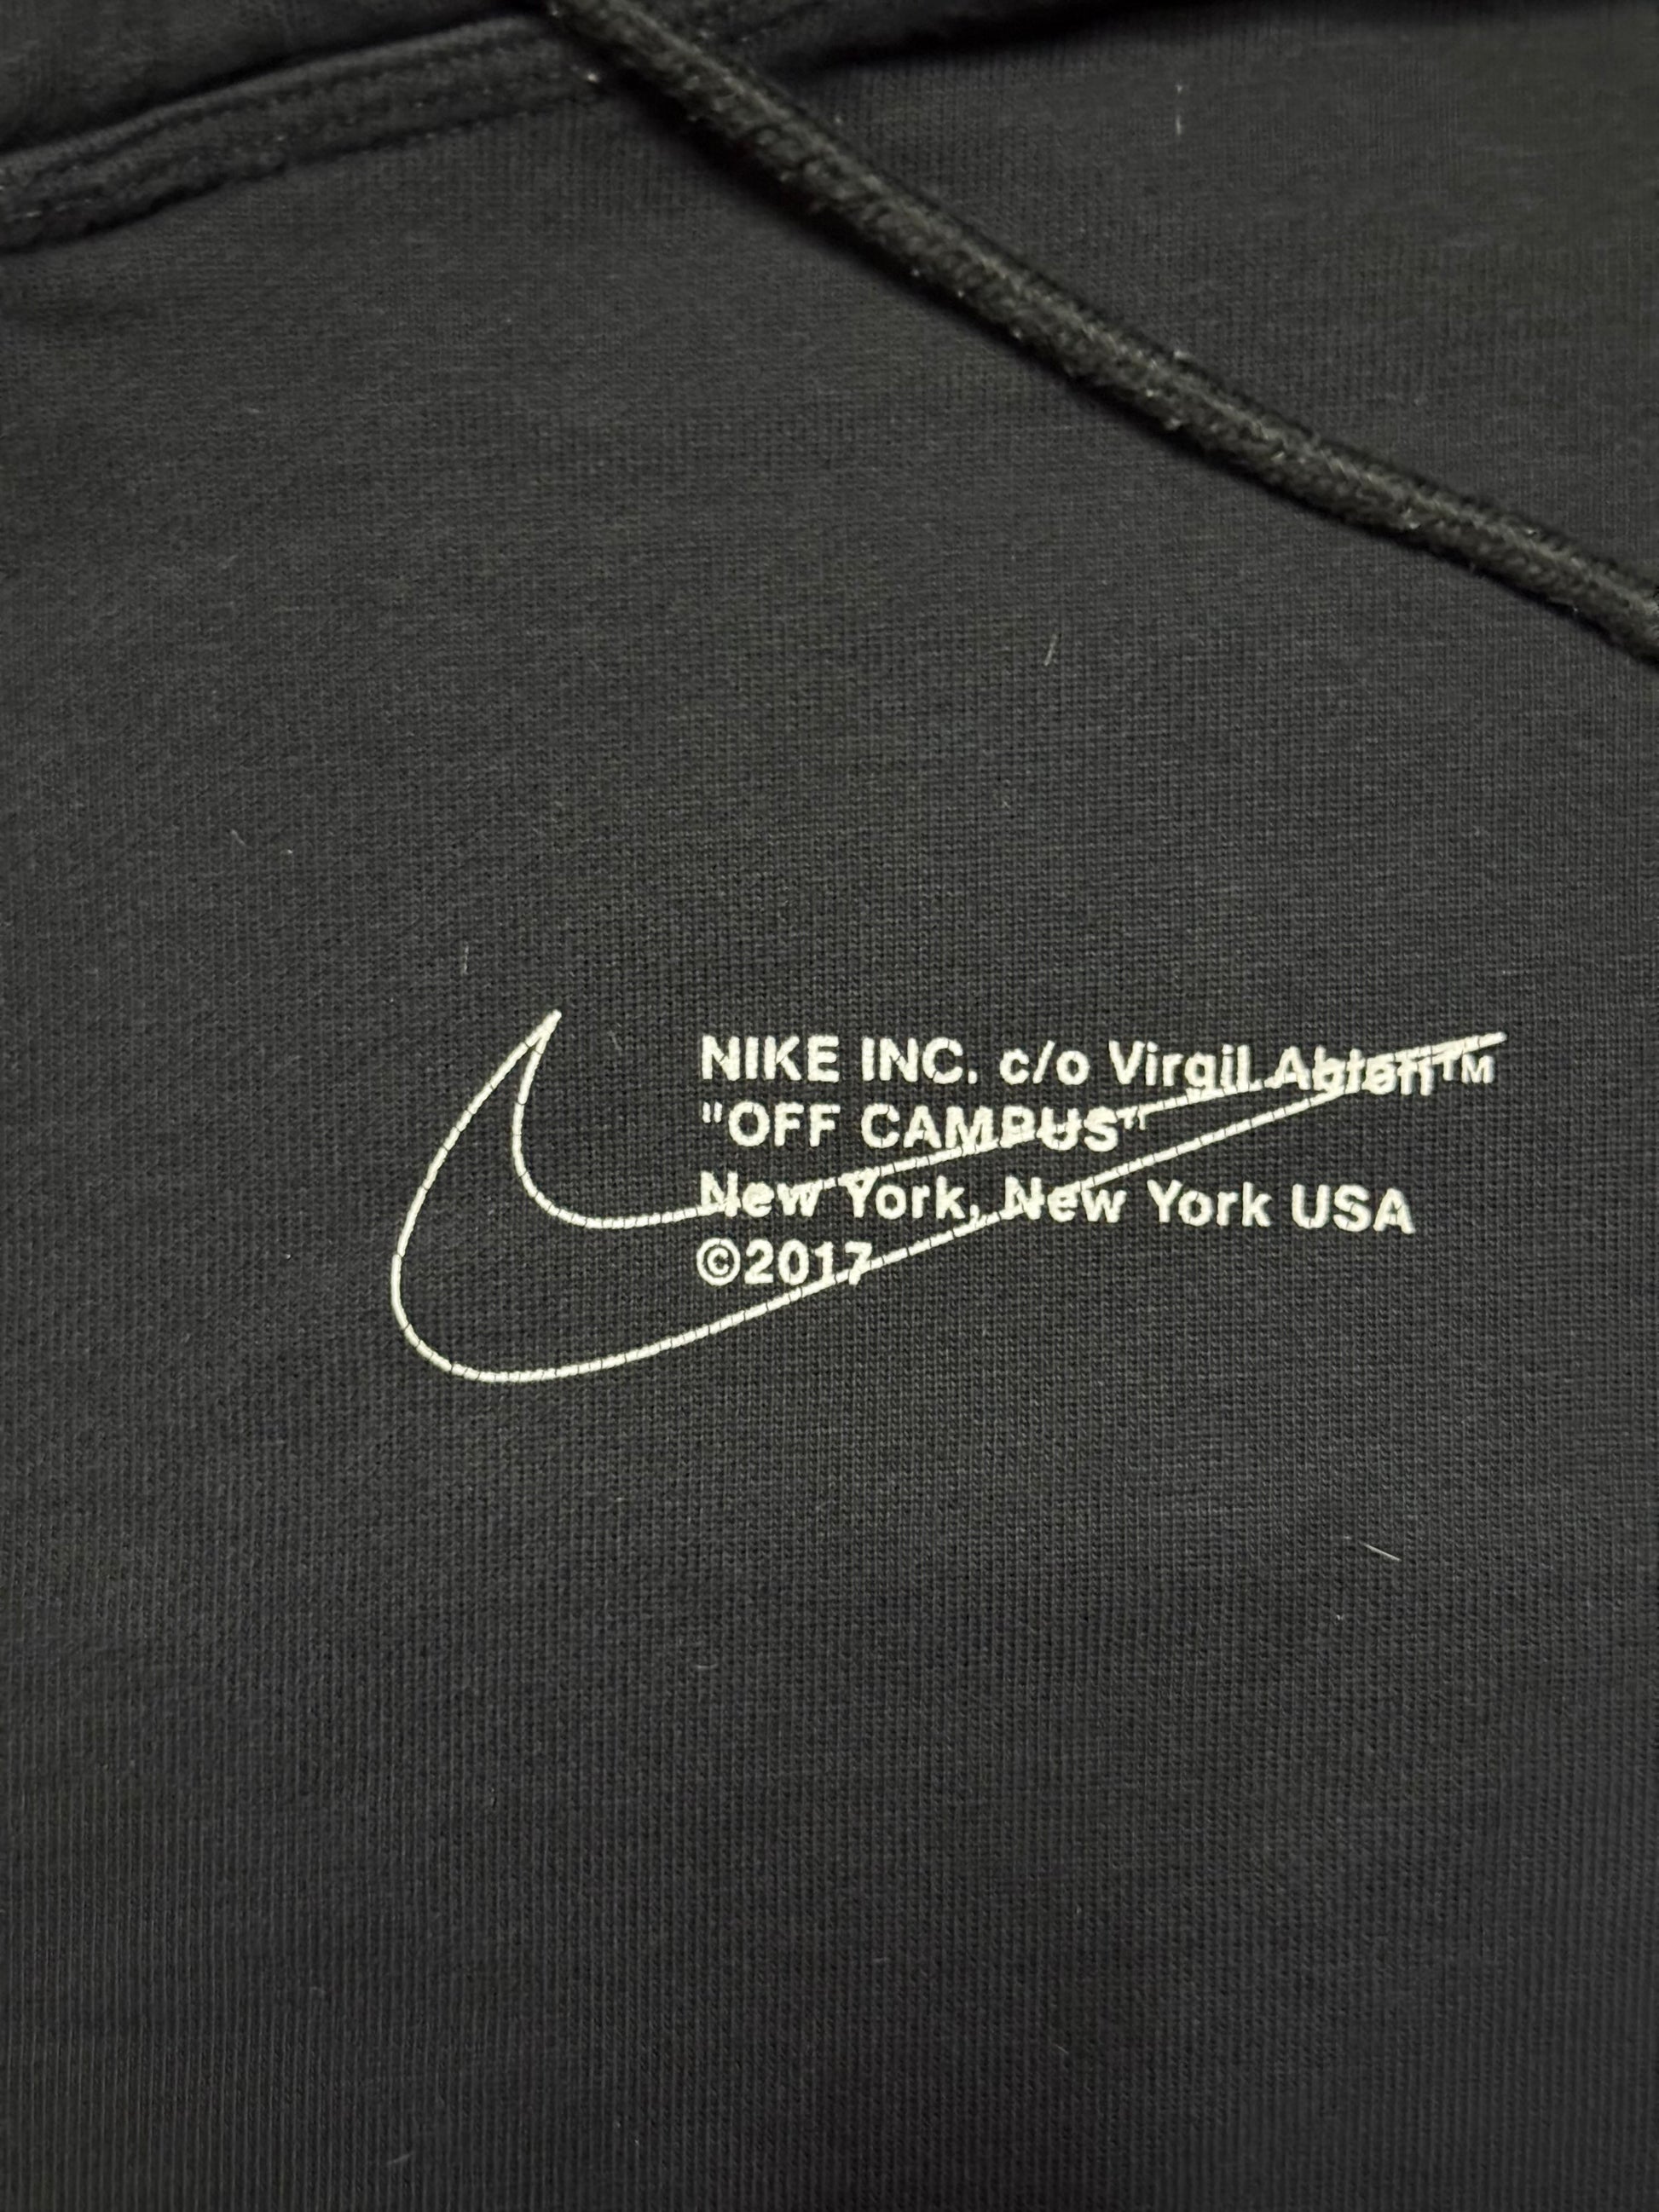 NIKE INC. c/o Virgil Abloh™
"OFF CAMPUS"
New York, New York USA
©2017